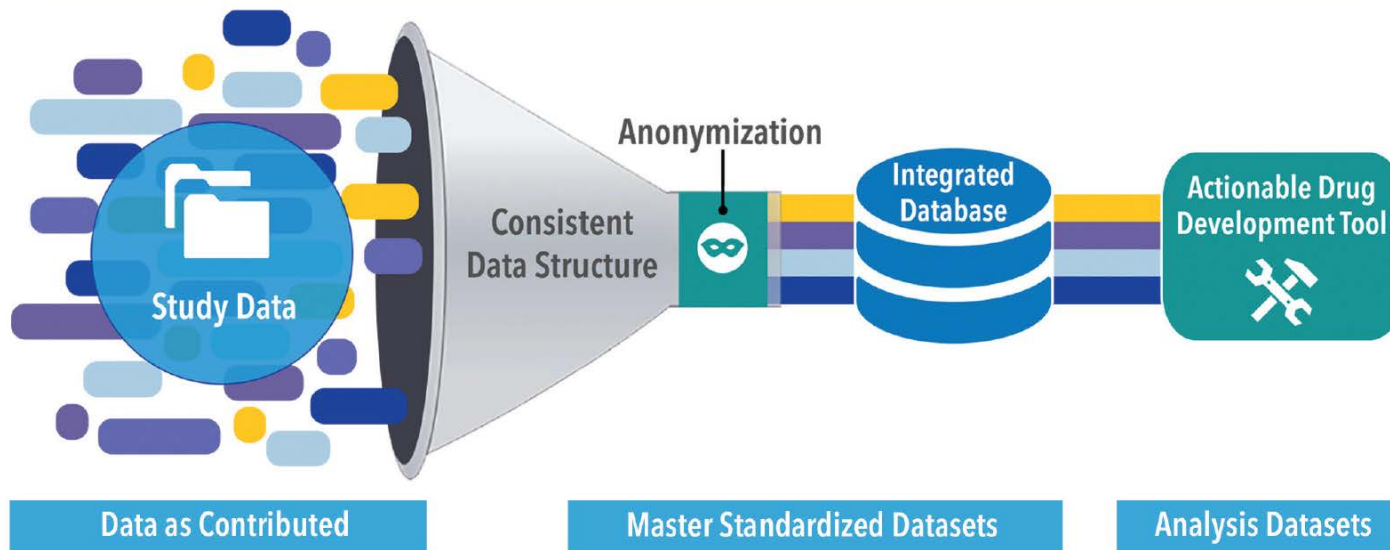 Anonymization
Integrated
Database
Actionable Drug
Development Tool
Consistent
Data Structure
Study Data
Data as Contributed
Master Standardized Datasets
Analysis Datasets